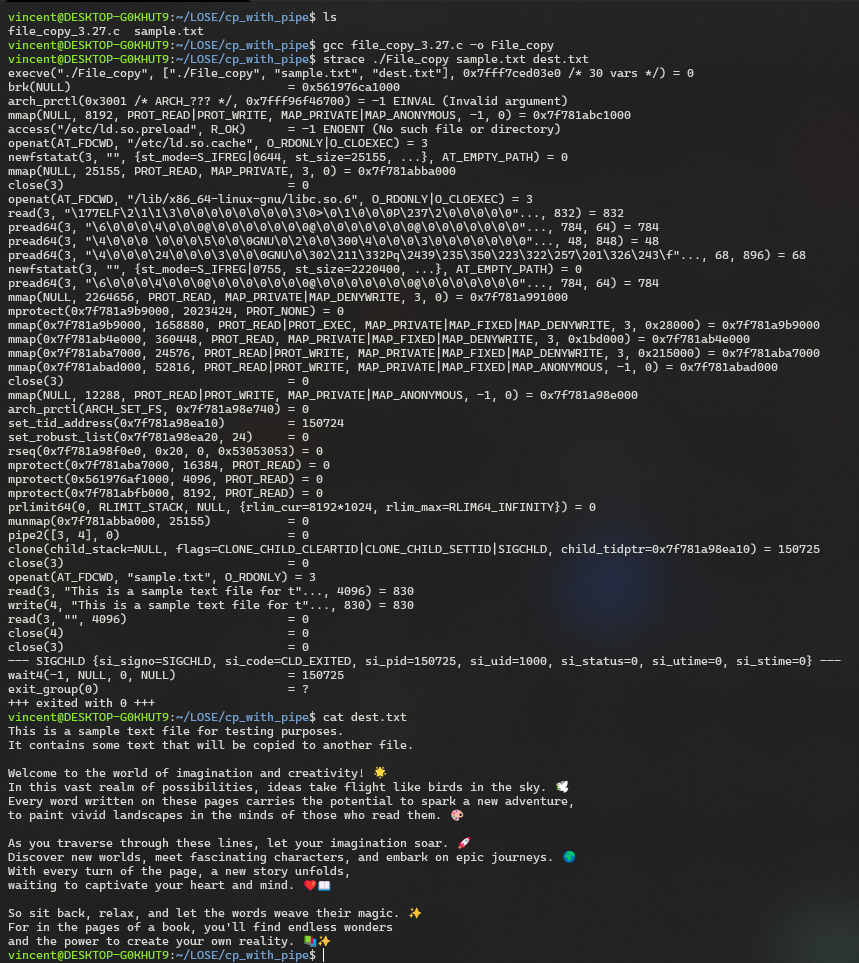 vincent@DESKTOP-G0KHUT9:~/LOSE/cp_with_pipe$ ls
file_copy_3.27.c  sample.txt
vincent@DESKTOP-G0KHUT9:~/LOSE/cp_with_pipe$ gcc file_copy_3.27.c -o File_copy
vincent@DESKTOP-G0KHUT9:~/LOSE/cp_with_pipe$ strace ./File_copy sample.txt dest.txt
execve("./File_copy", ["./File_copy", "sample.txt", "dest.txt"], 0x7fff7ced03e0 /* 30 vars */) = 0
brk(NULL)                               = 0x561976ca1000
arch_prctl(0x3001 /* ARCH_??? */, 0x7fff96f46700) = -1 EINVAL (Invalid argument)
mmap(NULL, 8192, PROT_READ|PROT_WRITE, MAP_PRIVATE|MAP_ANONYMOUS, -1, 0) = 0x7f781abc1000
access("/etc/ld.so.preload", R_OK)      = -1 ENOENT (No such file or directory)
openat(AT_FDCWD, "/etc/ld.so.cache", O_RDONLY|O_CLOEXEC) = 3
newfstatat(3, "", {st_mode=S_IFREG|0644, st_size=25155, ...}, AT_EMPTY_PATH) = 0
mmap(NULL, 25155, PROT_READ, MAP_PRIVATE, 3, 0) = 0x7f781abba000
close(3)                                = 0
openat(AT_FDCWD, "/lib/x86_64-linux-gnu/libc.so.6", O_RDONLY|O_CLOEXEC) = 3
read(3, "\177ELF\2\1\1\3\0\0\0\0\0\0\0\0\3\0>\0\1\0\0\0P\237\2\0\0\0\0\0"..., 832) = 832
pread64(3, "\6\0\0\0\4\0\0\0@\0\0\0\0\0\0\0@\0\0\0\0\0\0\0@\0\0\0\0\0\0\0"..., 784, 64) = 784
pread64(3, "\4\0\0\0 \0\0\0\5\0\0\0GNU\0\2\0\0\300\4\0\0\0\3\0\0\0\0\0\0\0"..., 48, 848) = 48
pread64(3, "\4\0\0\0\24\0\0\0\3\0\0\0GNU\0\302\211\332Pq\2439\235\350\223\322\257\201\326\243\f"..., 68, 896) = 68
newfstatat(3, "", {st_mode=S_IFREG|0755, st_size=2220400, ...}, AT_EMPTY_PATH) = 0
pread64(3, "\6\0\0\0\4\0\0\0@\0\0\0\0\0\0\0@\0\0\0\0\0\0\0@\0\0\0\0\0\0\0"..., 784, 64) = 784
mmap(NULL, 2264656, PROT_READ, MAP_PRIVATE|MAP_DENYWRITE, 3, 0) = 0x7f781a991000
mprotect(0x7f781a9b9000, 2023424, PROT_NONE) = 0
mmap(0x7f781a9b9000, 1658880, PROT_READ|PROT_EXEC, MAP_PRIVATE|MAP_FIXED|MAP_DENYWRITE, 3, 0x28000) = 0x7f781a9b9000
mmap(0x7f781ab4e000, 360448, PROT_READ, MAP_PRIVATE|MAP_FIXED|MAP_DENYWRITE, 3, 0x1bd000) = 0x7f781ab4e000
mmap(0x7f781aba7000, 24576, PROT_READ|PROT_WRITE, MAP_PRIVATE|MAP_FIXED|MAP_DENYWRITE, 3, 0x215000) = 0x7f781aba7000
mmap(0x7f781abad000, 52816, PROT_READ|PROT_WRITE, MAP_PRIVATE|MAP_FIXED|MAP_ANONYMOUS, -1, 0) = 0x7f781abad000
close(3)                                = 0
mmap(NULL, 12288, PROT_READ|PROT_WRITE, MAP_PRIVATE|MAP_ANONYMOUS, -1, 0) = 0x7f781a98e000
arch_prctl(ARCH_SET_FS, 0x7f781a98e740) = 0
set_tid_address(0x7f781a98ea10)         = 150724
set_robust_list(0x7f781a98ea20, 24)     = 0
rseq(0x7f781a98f0e0, 0x20, 0, 0x53053053) = 0
mprotect(0x7f781aba7000, 16384, PROT_READ) = 0
mprotect(0x561976af1000, 4096, PROT_READ) = 0
mprotect(0x7f781abfb000, 8192, PROT_READ) = 0
prlimit64(0, RLIMIT_STACK, NULL, {rlim_cur=8192*1024, rlim_max=RLIM64_INFINITY}) = 0
munmap(0x7f781abba000, 25155)           = 0
pipe2([3, 4], 0)                        = 0
clone(child_stack=NULL, flags=CLONE_CHILD_CLEARTID|CLONE_CHILD_SETTID|SIGCHLD, child_tidptr=0x7f781a98ea10) = 150725
close(3)                                = 0
openat(AT_FDCWD, "sample.txt", O_RDONLY) = 3
read(3, "This is a sample text file for t"..., 4096) = 830
write(4, "This is a sample text file for t"..., 830) = 830
read(3, "", 4096)                       = 0
close(4)                                = 0
close(3)                                = 0
--- SIGCHLD {si_signo=SIGCHLD, si_code=CLD_EXITED, si_pid=150725, si_uid=1000, si_status=0, si_utime=0, si_stime=0} ---
wait4(-1, NULL, 0, NULL)                = 150725
exit_group(0)                           = ?
+++ exited with 0 +++
vincent@DESKTOP-G0KHUT9:~/LOSE/cp_with_pipe$ cat dest.txt
This is a sample text file for testing purposes.
It contains some text that will be copied to another file.

Welcome to the world of imagination and creativity! 🌟
In this vast realm of possibilities, ideas take flight like birds in the sky. 🕊️
Every word written on these pages carries the potential to spark a new adventure,
to paint vivid landscapes in the minds of those who read them. 🎨

As you traverse through these lines, let your imagination soar. 🚀
Discover new worlds, meet fascinating characters, and embark on epic journeys. 🌍
With every turn of the page, a new story unfolds,
waiting to captivate your heart and mind. ❤️📖

So sit back, relax, and let the words weave their magic. ✨
For in the pages of a book, you'll find endless wonders
and the power to create your own reality. 📚✨
vincent@DESKTOP-G0KHUT9:~/LOSE/cp_with_pipe$